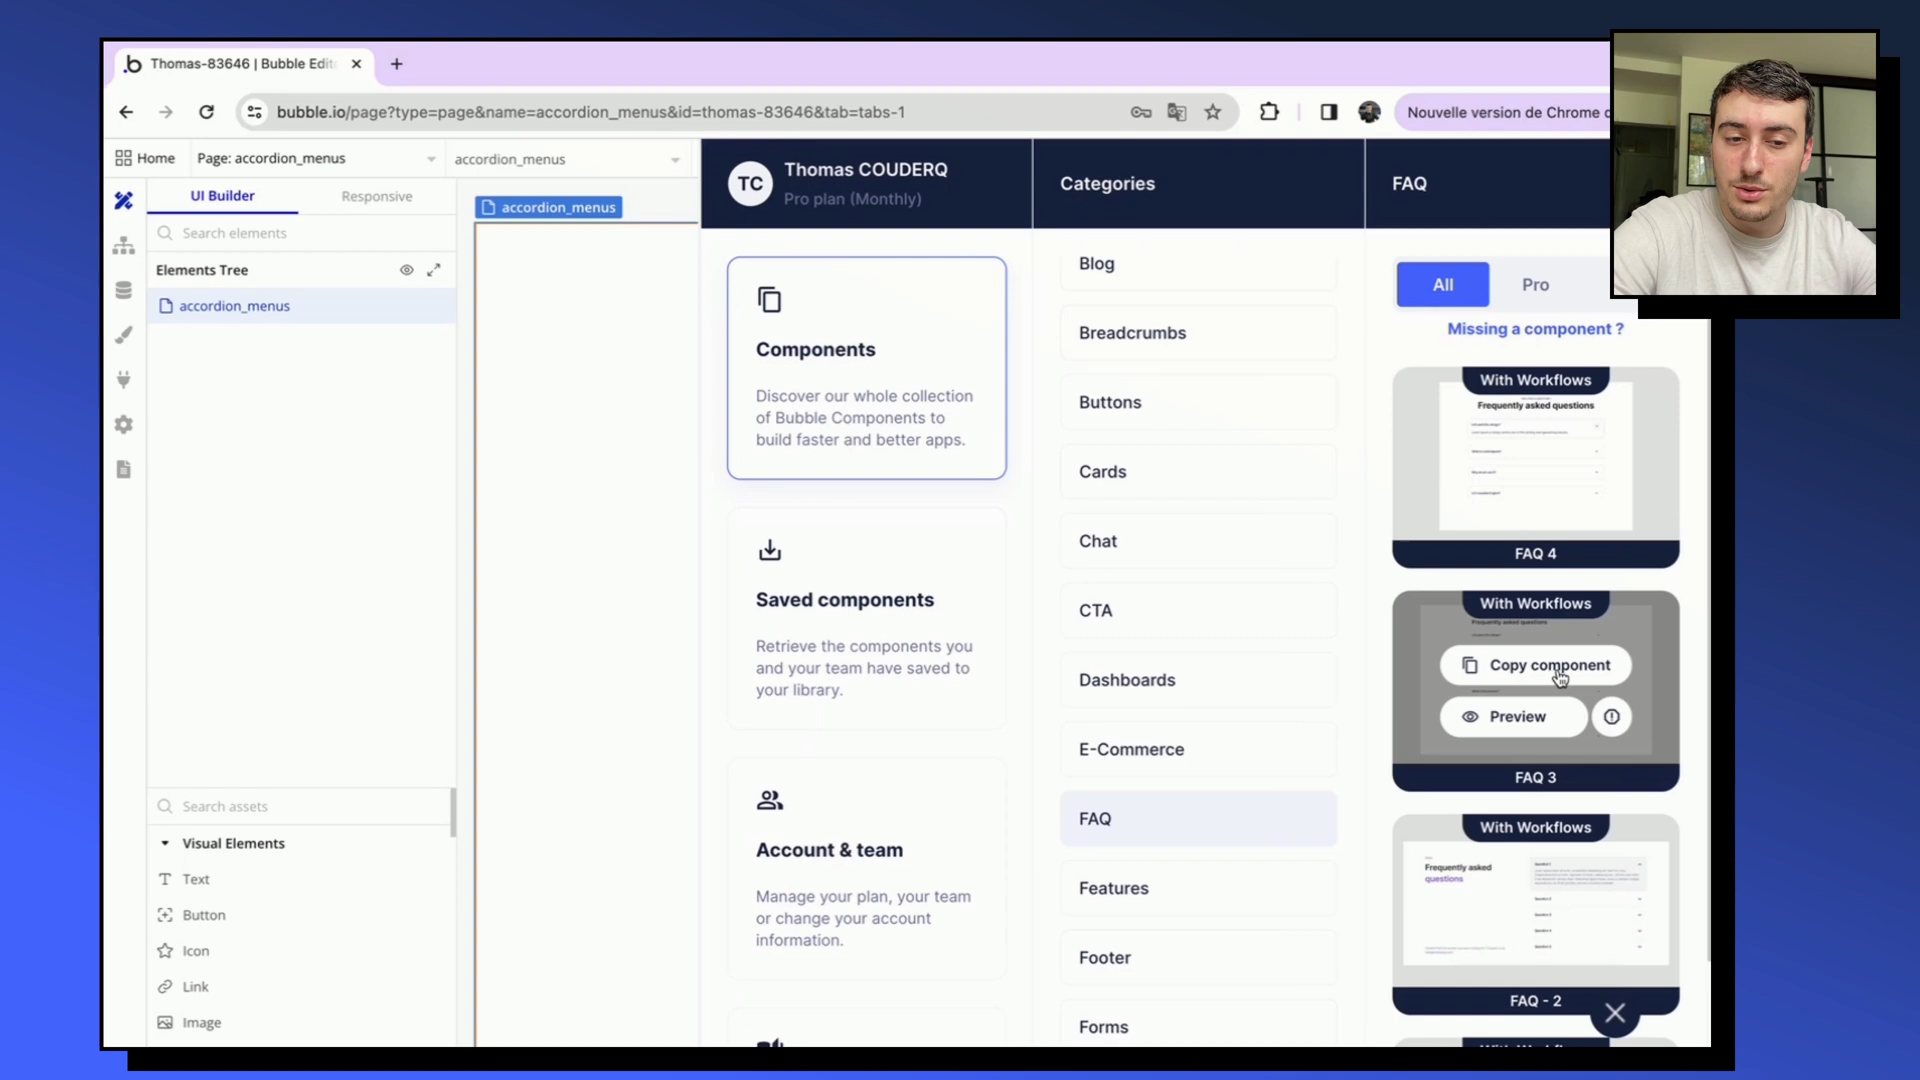 Thomas-83646 | Bubble Edit
bubble.io/page?type=page&name=accordion_menus&id=thomas-83646&tab=tabs-1
Nouvelle version de Chrome
Home
Page: accordion_menus
accordion_menus
UI Builder
Responsive
Search elements
Elements Tree
accordion_menus
Search assets
Visual Elements
Text
Button
Icon
Link
Image
accordion_menus
TC
Thomas COUDERQ
Pro plan (Monthly)
Components
Discover our whole collection
of Bubble Components to
build faster and better apps.
Saved components
Retrieve the components you
and your team have saved to
your library.
Account & team
Manage your plan, your team
or change your account
information.
Categories
Blog
Breadcrumbs
Buttons
Cards
Chat
CTA
Dashboards
E-Commerce
FAQ
Features
Footer
Forms
FAQ
All
Pro
Missing a component ?
With Workflows
Frequently asked questions
FAQ 4
With Workflows
Frequently asked questions
Copy component
Preview
FAQ 3
With Workflows
Frequently asked
questions
FAQ - 2